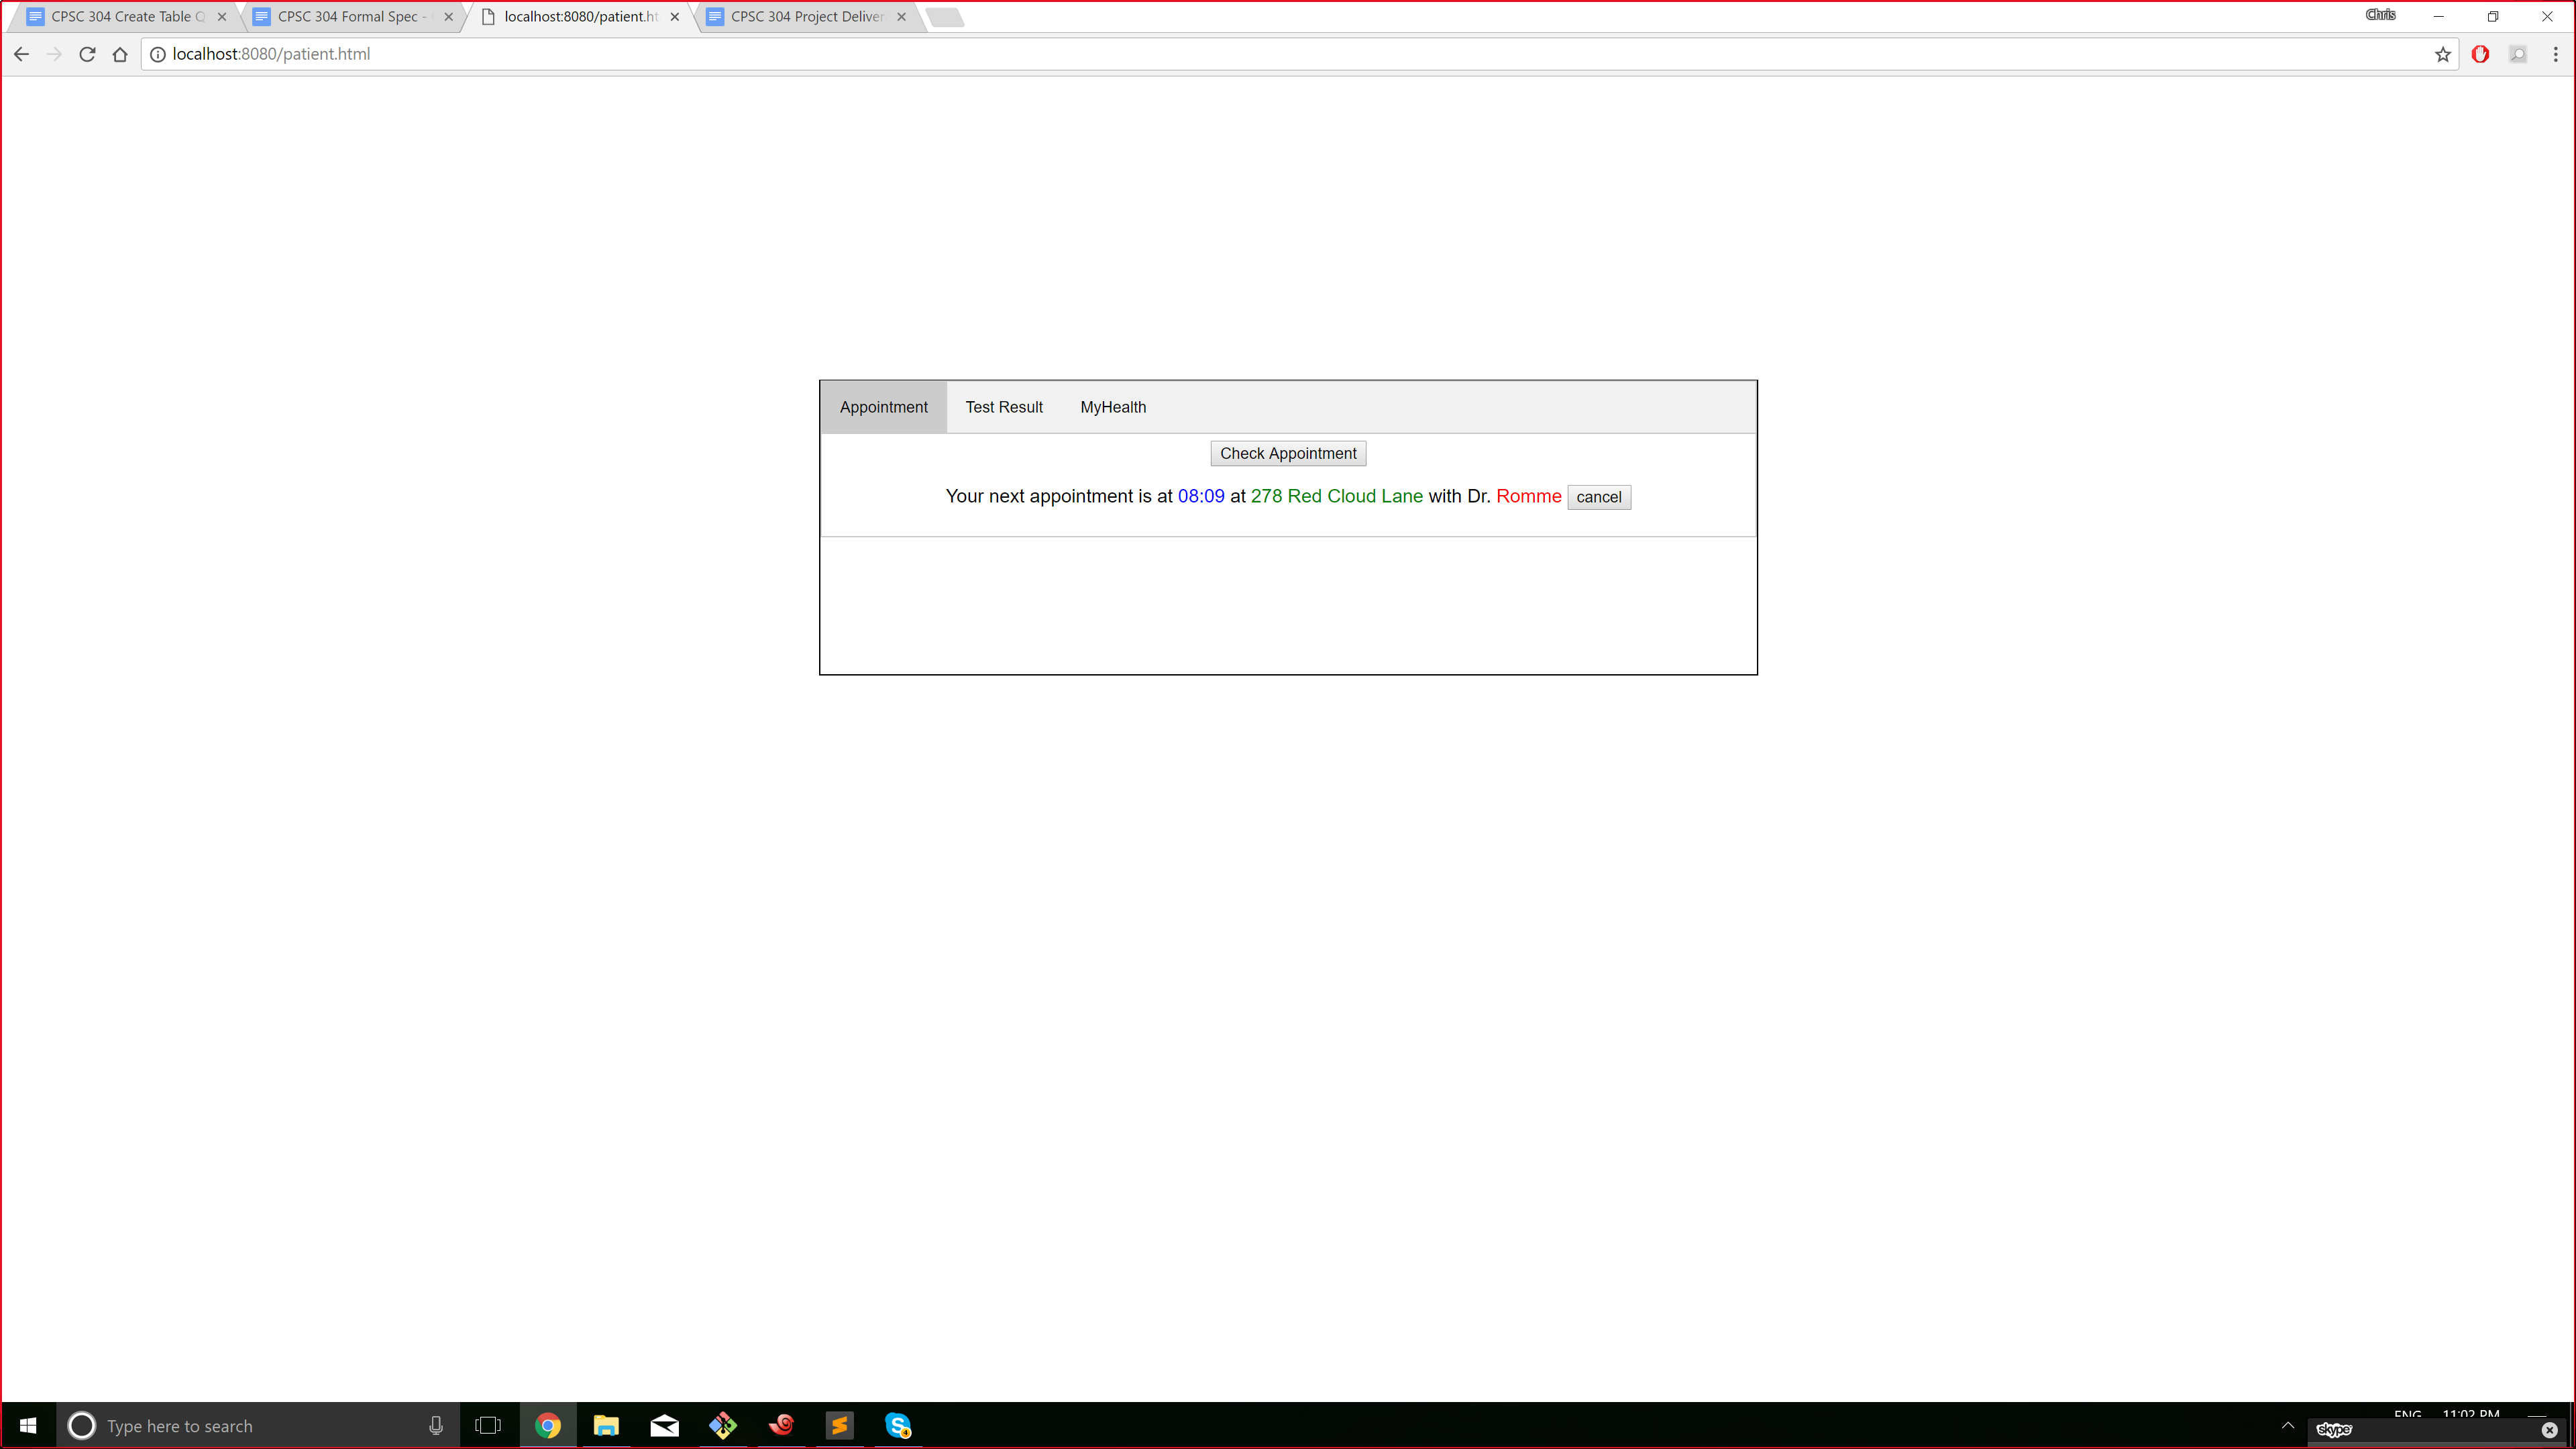 CPSC 304 Create Table Q
CPSC 304 Formal Spec -
localhost:8080/patient.ht
CPSC 304 Project Deliver
Chris
localhost:8080/patient.html
Appointment
Test Result
MyHealth
Check Appointment
Your next appointment is at 08:09 at 278 Red Cloud Lane with Dr. Romme cancel
Type here to search
4
ENG
11:02 PM
skype